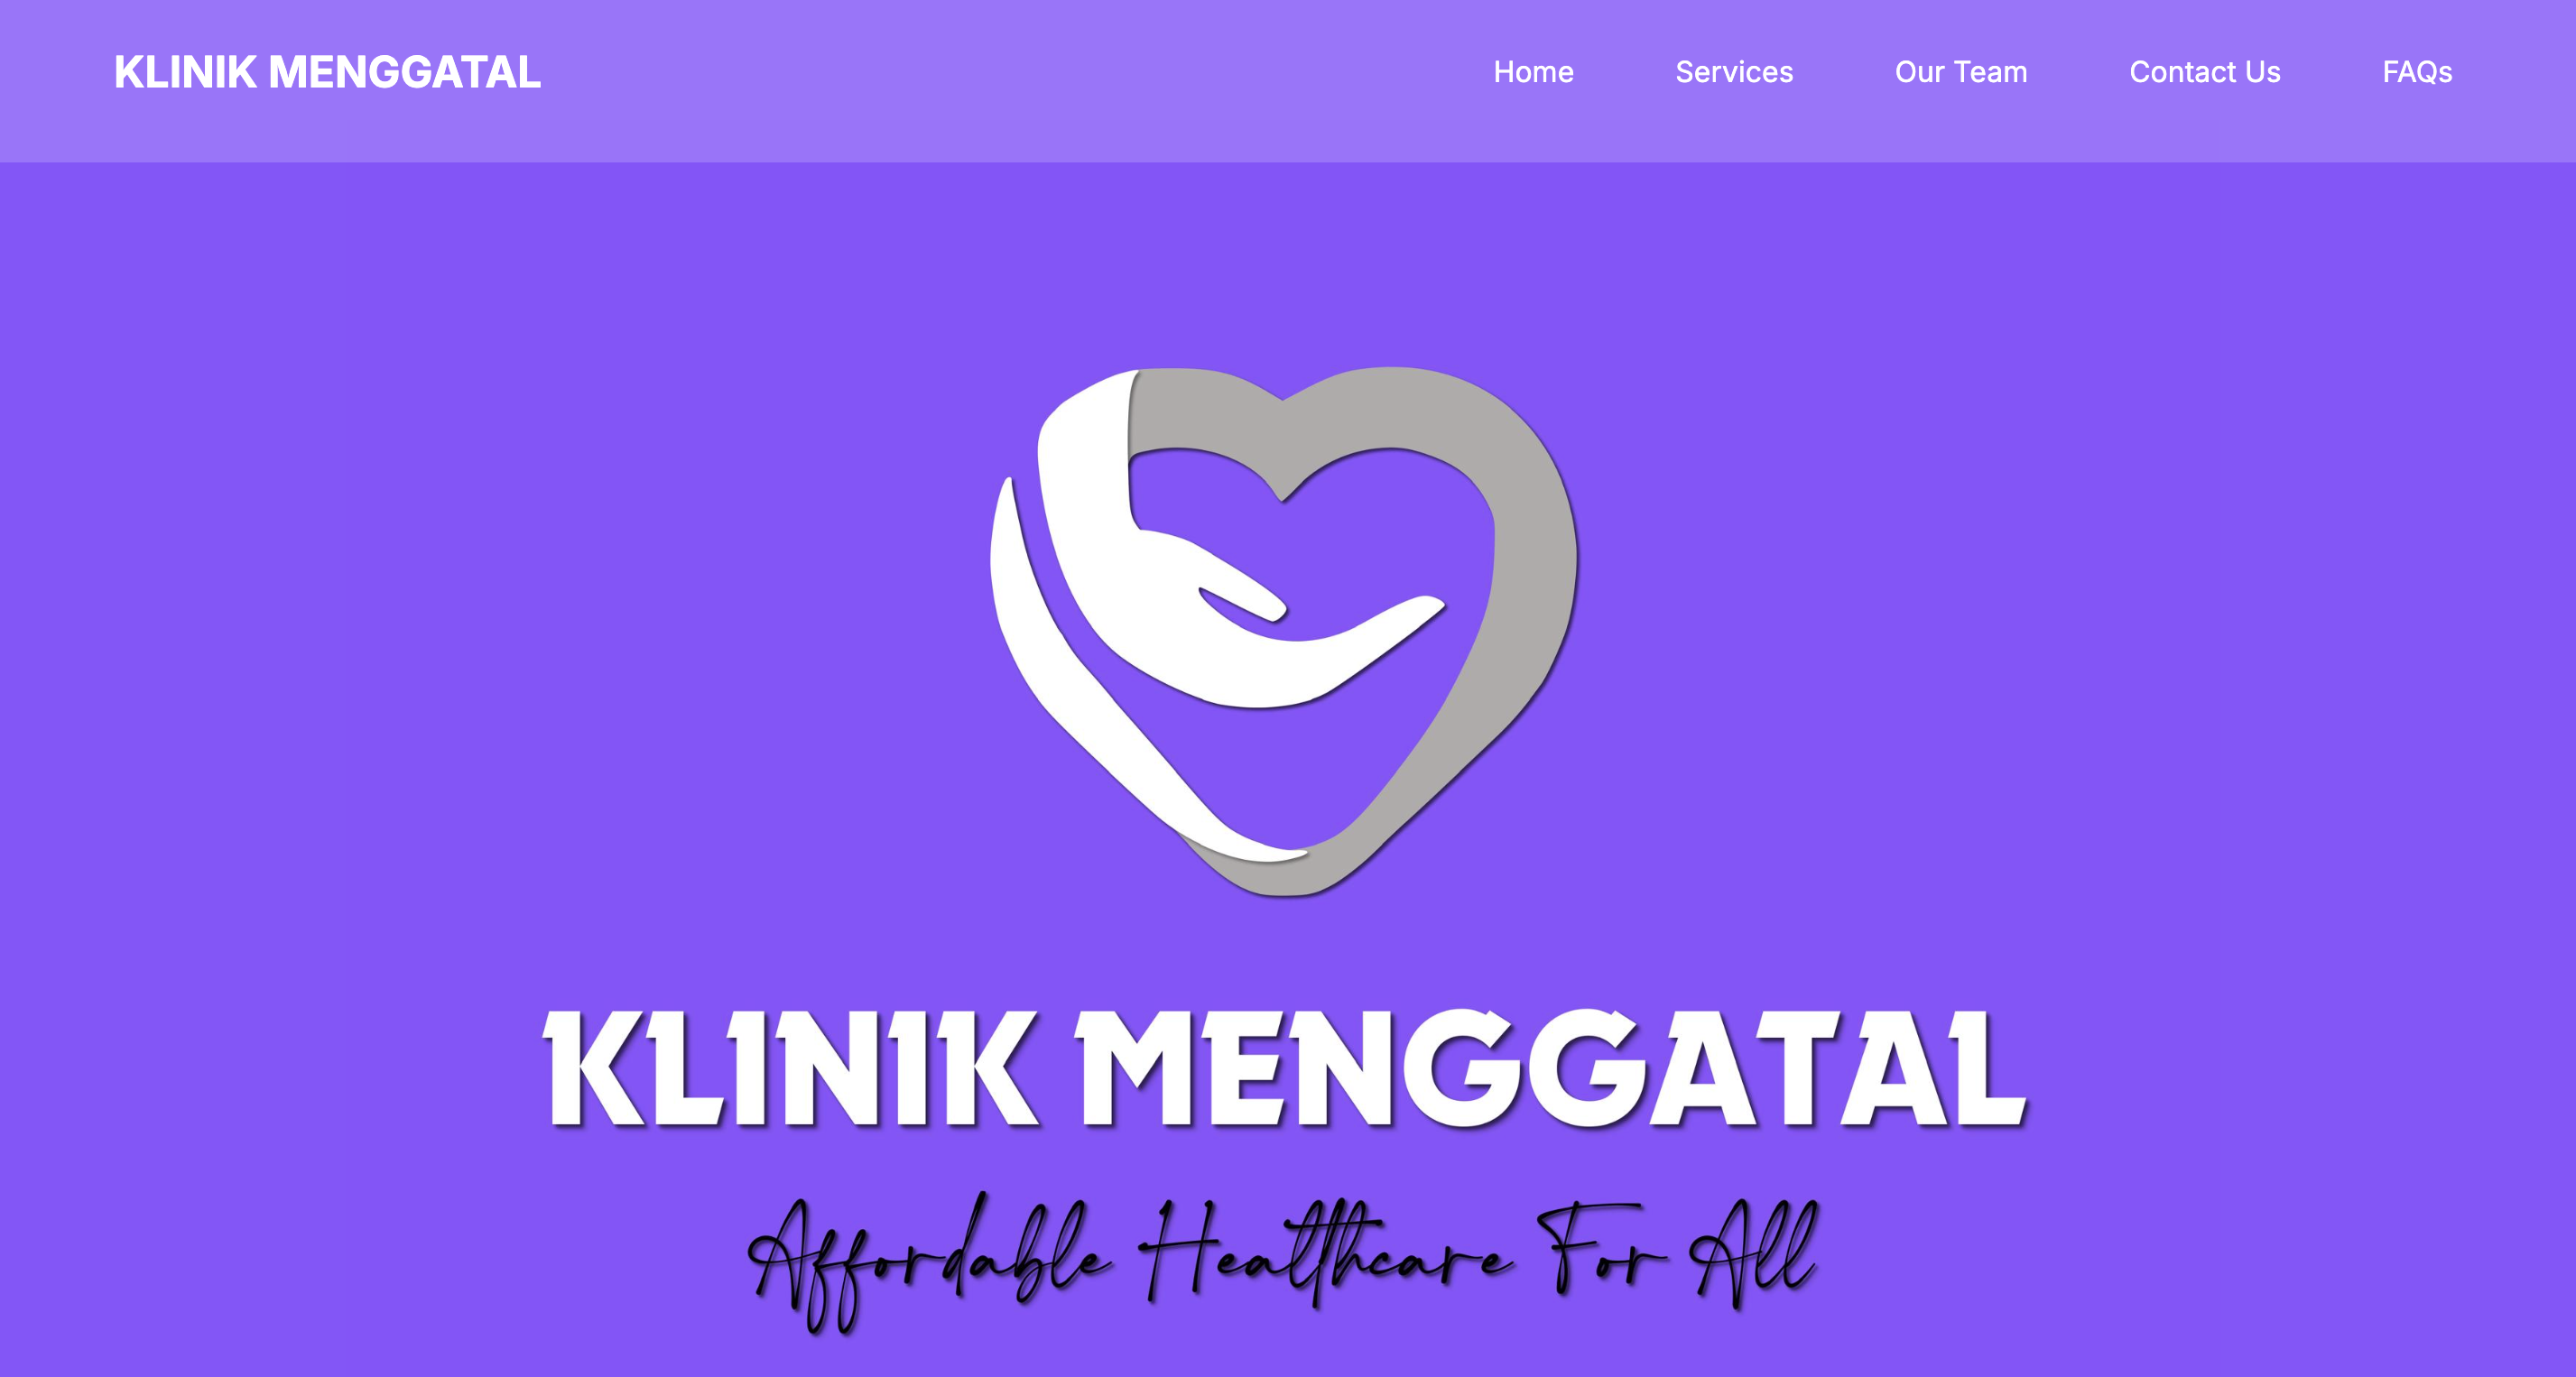 KLINIK MENGGATAL
Home Services Our Team Contact Us FAQs
KLINIK MENGGATAL
Affordable Healthcare For All